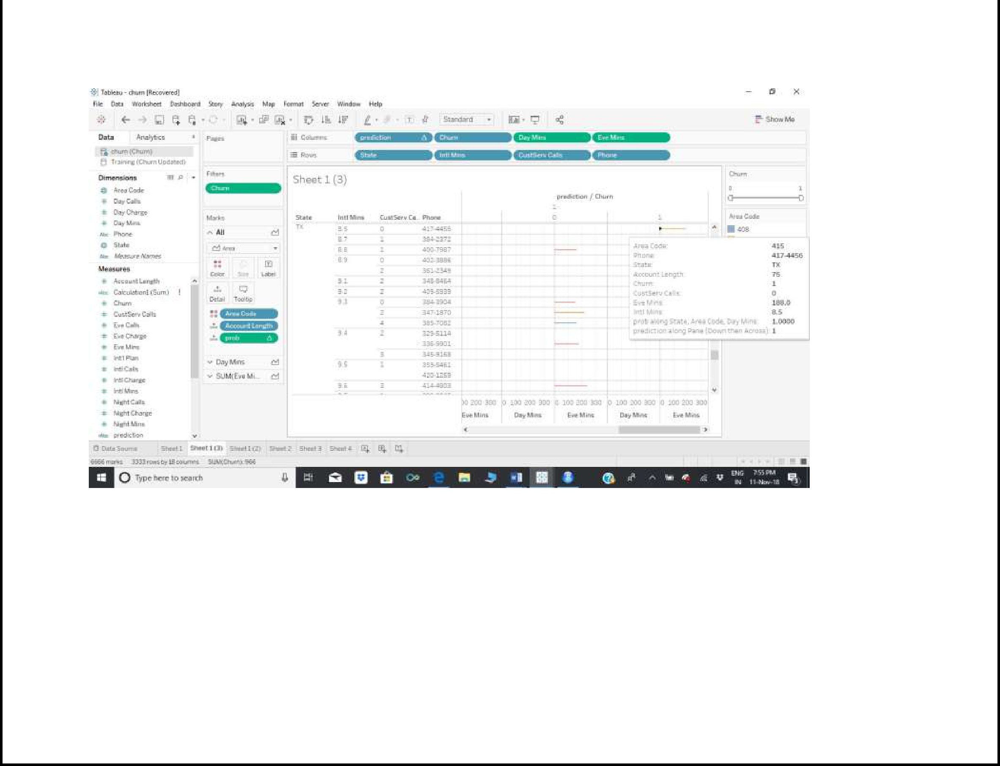 Tableau - churn [Recovered]
File Data Worksheet Dashboard Story Analysis Map Format Server Window Help
Standard
Show Me
Data Analytics
churn (Churn)
Training (Churn Updated)
Dimensions
Area Code
Day Calls
Day Charge
Day Mins
Abc Phone
State
Abc Measure Names
Measures
Account Length
Calculation1 (Sum) !
Churn
CustServ Calls
Eve Calls
Eve Charge
Eve Mins
Int'l Plan
Intl Calls
Intl Charge
Intl Mins
Night Calls
Night Charge
Night Mins
prediction
Pages
Filters
Churn
Marks
All
Area
Color Size Label
Detail Tooltip
Area Code
Account Length
prob
Day Mins
SUM(Eve Mi...
Columns prediction Churn Day Mins Eve Mins
Rows State Intl Mins CustServ Calls Phone
Sheet 1 (3)
prediction / Churn
1
State Intl Mins CustServ Ca.. Phone 0 1
TX 8.5 0 417-4456
8.7 384-2372
8.8 400-7987
8.9 0
2
9.1 2 348-8464
9.2 2
9.3 0 384-3904
2 347-1870
4 385-7082
9.4 2 329-5114
336-9901
3 345-9168
9.5 1 359-5461
420-1259
9.6 414-4803
200 300 0 100 200 300 0 100 200 300 0 100 200 300 0 100 200 300
Eve Mins Day Mins Eve Mins Day Mins Eve Mins
Churn
0 1
Area Code
408
Area Code: 415
Phone: 417-4456
State: TX
Account Length: 75
Churn: 1
CustServ Calls: 0
Eve Mins: 188.0
Intl Mins: 8.5
prob along State, Area Code, Day Mins: 1.0000
prediction along Pane (Down then Across): 1
Data Source Sheet 1 Sheet 1 (3) Sheet 1 (2) Sheet 2 Sheet 3 Sheet 4
6666 marks 3333 rows by 18 columns SUM(Churn): 966
Type here to search
ENG 7:55 PM
IN 11-Nov-18